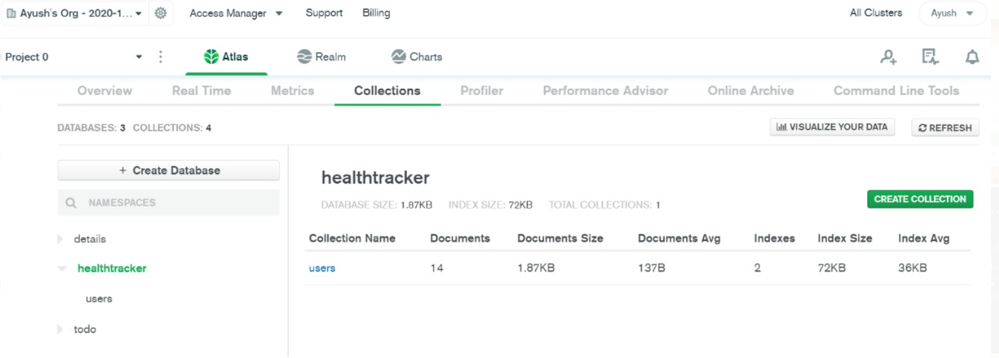 Ayush's Org - 2020-1... Access Manager Support Billing All Clusters Ayush
Project 0 Atlas Realm Charts
Overview Real Time Metrics Collections Profiler Performance Advisor Online Archive Command Line Tools
DATABASES: 3 COLLECTIONS: 4 VISUALIZE YOUR DATA REFRESH
+ Create Database
NAMESPACES
details
healthtracker
users
todo
healthtracker
DATABASE SIZE: 1.87KB INDEX SIZE: 72KB TOTAL COLLECTIONS: 1 CREATE COLLECTION
Collection Name Documents Documents Size Documents Avg Indexes Index Size Index Avg
users 14 1.87KB 137B 2 72KB 36KB